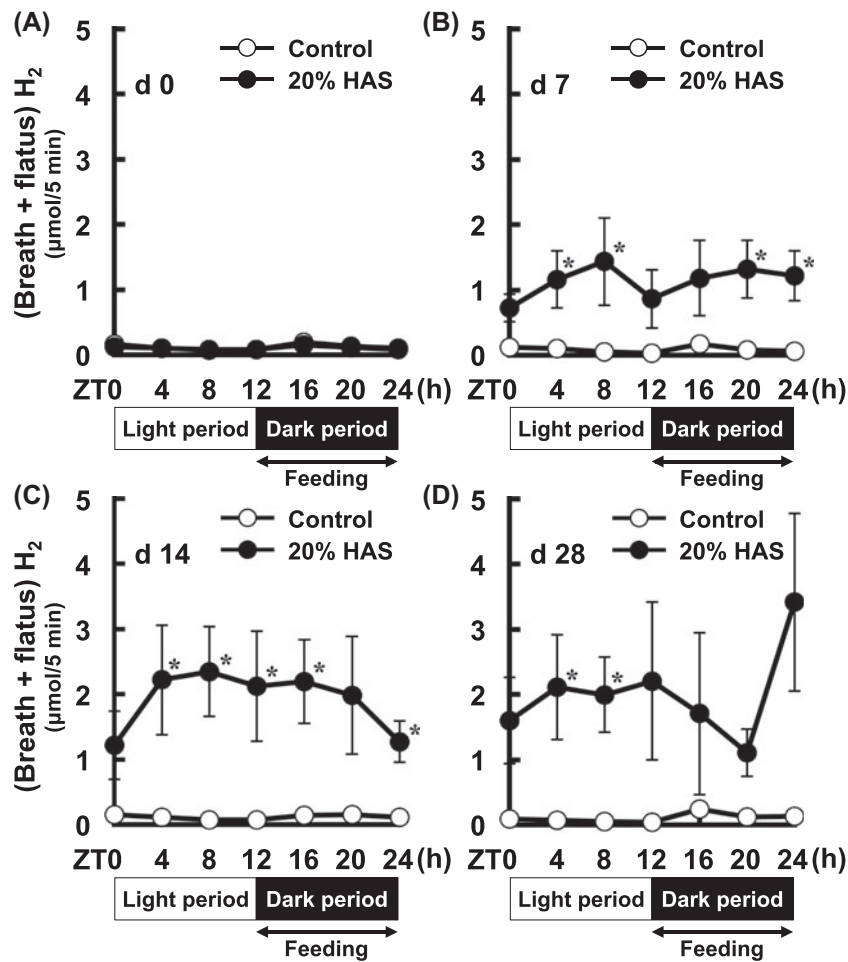 (A)
(Breath + flatus) H2
(μmol/5 min)
5
4
3
2
1
0
Control
20% HAS
d 0
ZT0 4 8 12 16 20 24 (h)
Light period Dark period
Feeding
(B)
5
4
3
2
1
0
Control
20% HAS
d 7
*
*
*
*
ZT0 4 8 12 16 20 24 (h)
Light period Dark period
Feeding
(C)
(Breath + flatus) H2
(μmol/5 min)
5
4
3
2
1
0
Control
20% HAS
d 14
*
*
*
*
*
ZT0 4 8 12 16 20 24 (h)
Light period Dark period
Feeding
(D)
5
4
3
2
1
0
Control
20% HAS
d 28
*
*
ZT0 4 8 12 16 20 24 (h)
Light period Dark period
Feeding